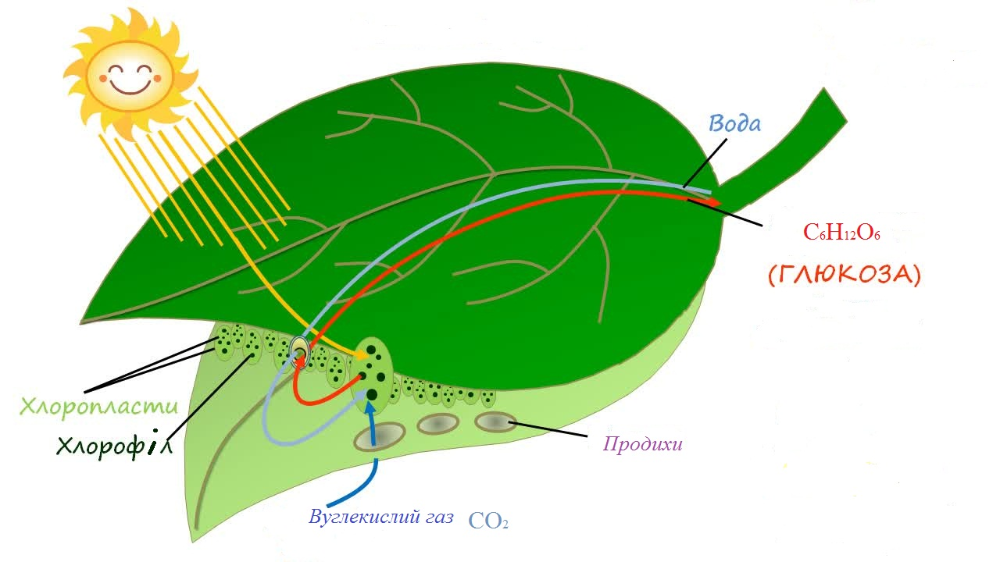 Вода
C₆H₁₂O₆
(ГЛЮКОЗА)
Хлоропласти
Хлорофіл
Продихи
Вуглекислий газ CO₂